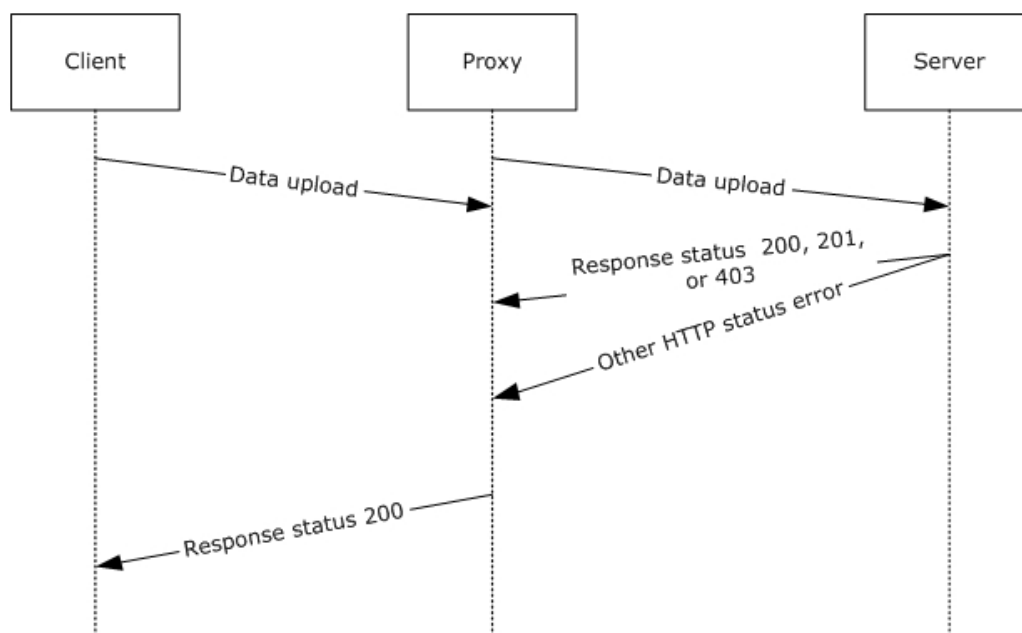 Client
Proxy
Server
Data upload
Data upload
Response status 200, 201,
or 403
Other HTTP status error
Response status 200